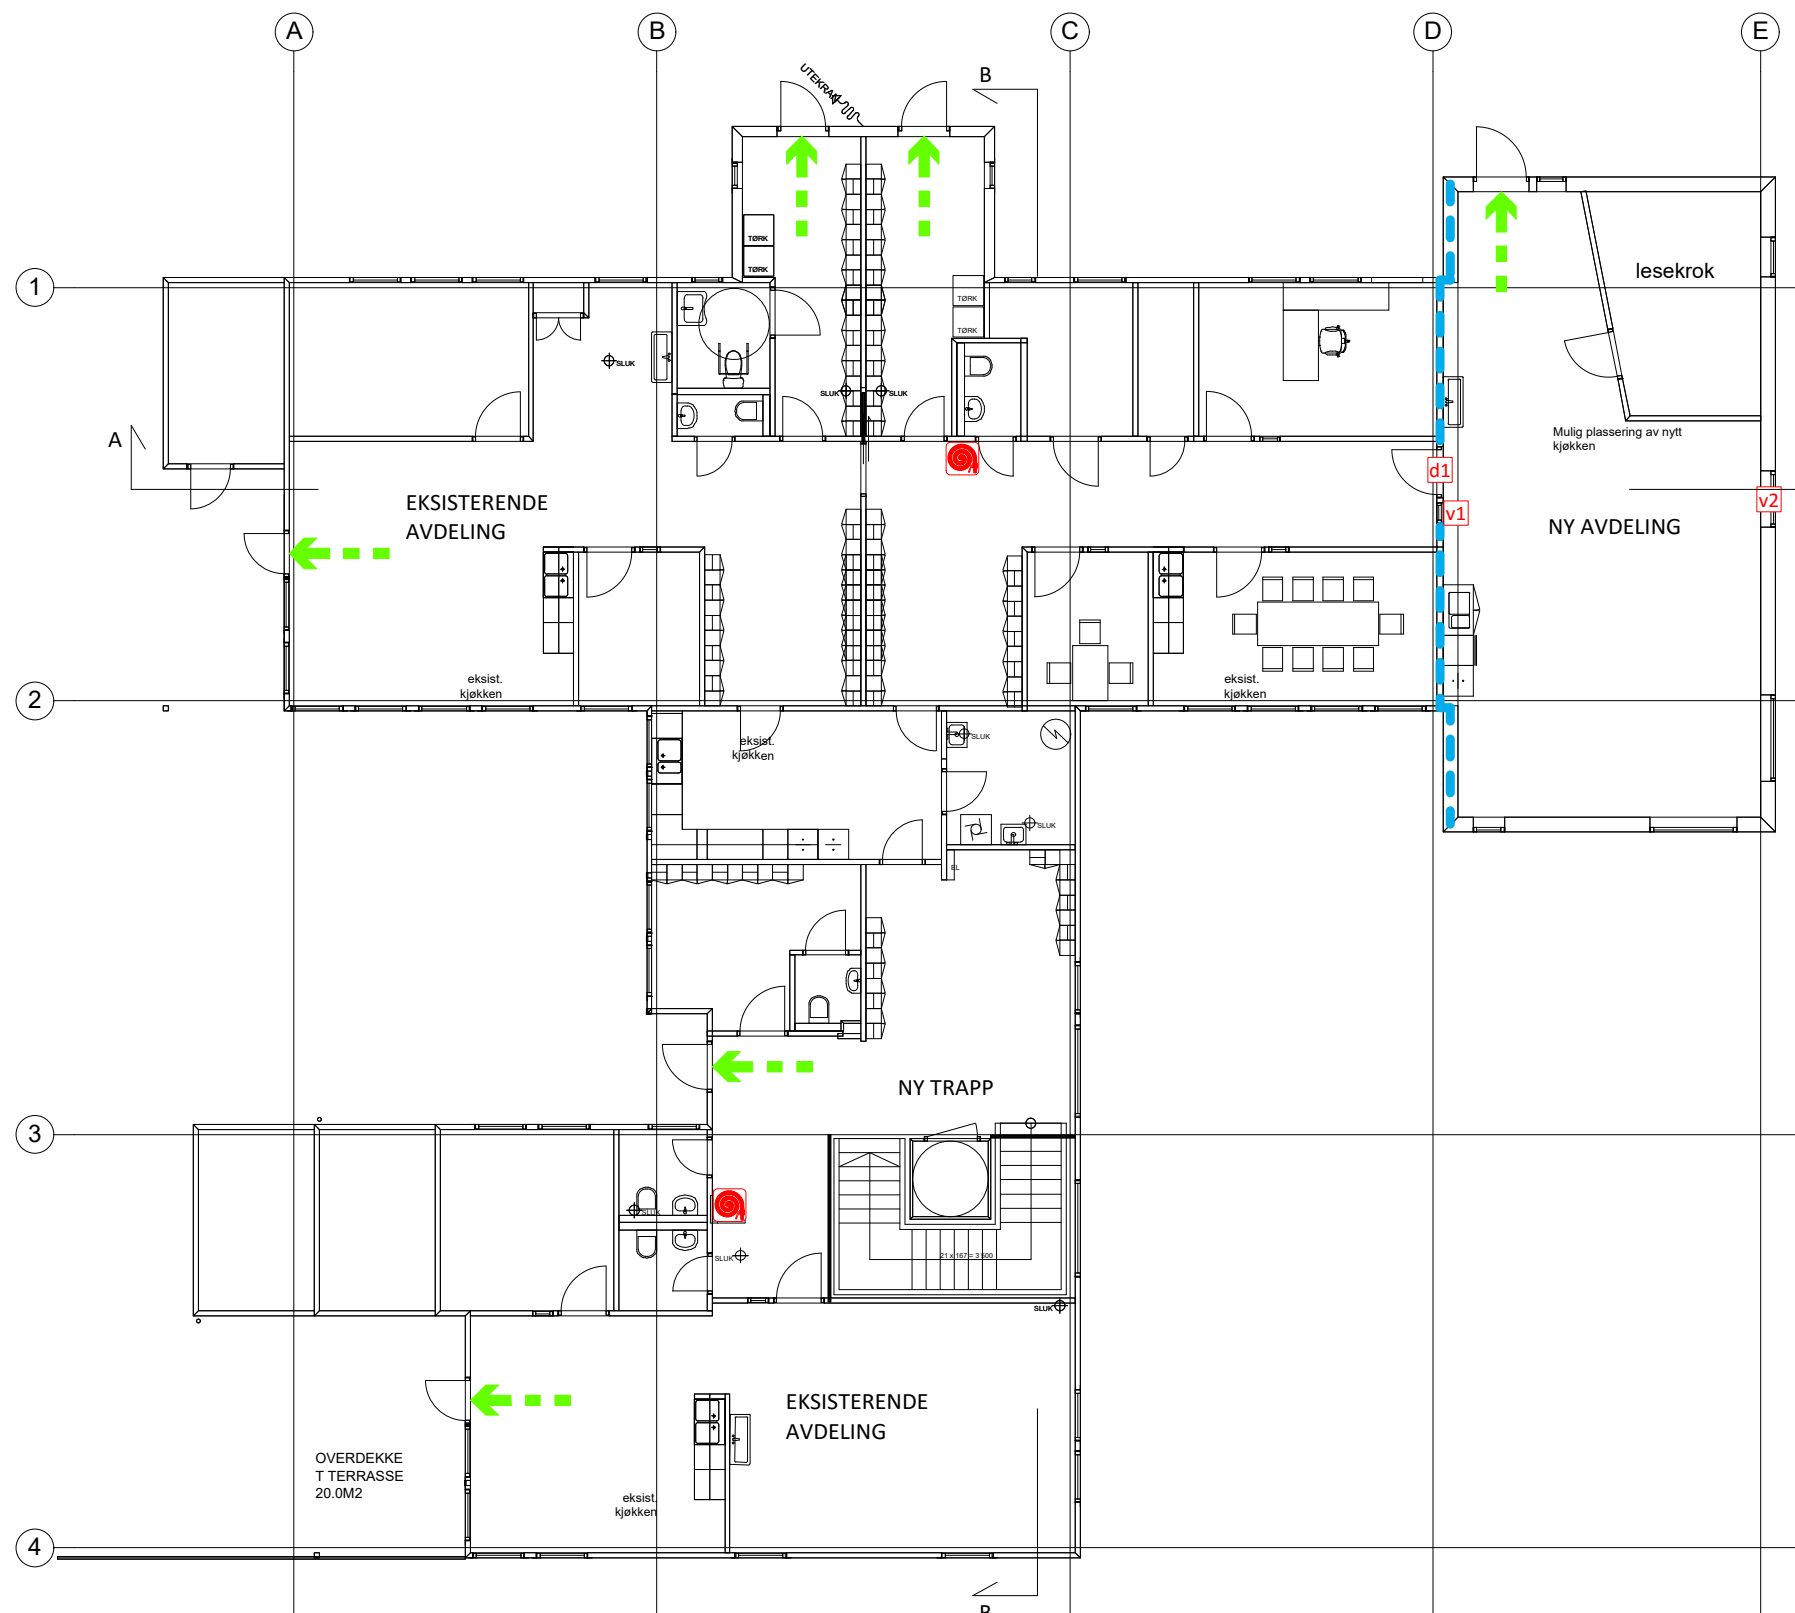 A
B
C
D
E
UTEKRAN
B
TØRK
TØRK
1
lesekrok
TØRK
TØRK
SLUK
SLUK
SLUK
Mulig plassering av nytt
kjøkken
A
d1
EKSISTERENDE
AVDELING
v1
v2
NY AVDELING
eksist.
kjøkken
eksist.
kjøkken
2
eksist.
kjøkken
SLUK
SLUK
EL
NY TRAPP
3
SLUK
SLUK
21 x 167 = 3 500
SLUK
EKSISTERENDE
AVDELING
OVERDEKKE
T TERRASSE
20.0M2
eksist.
kjøkken
4
B